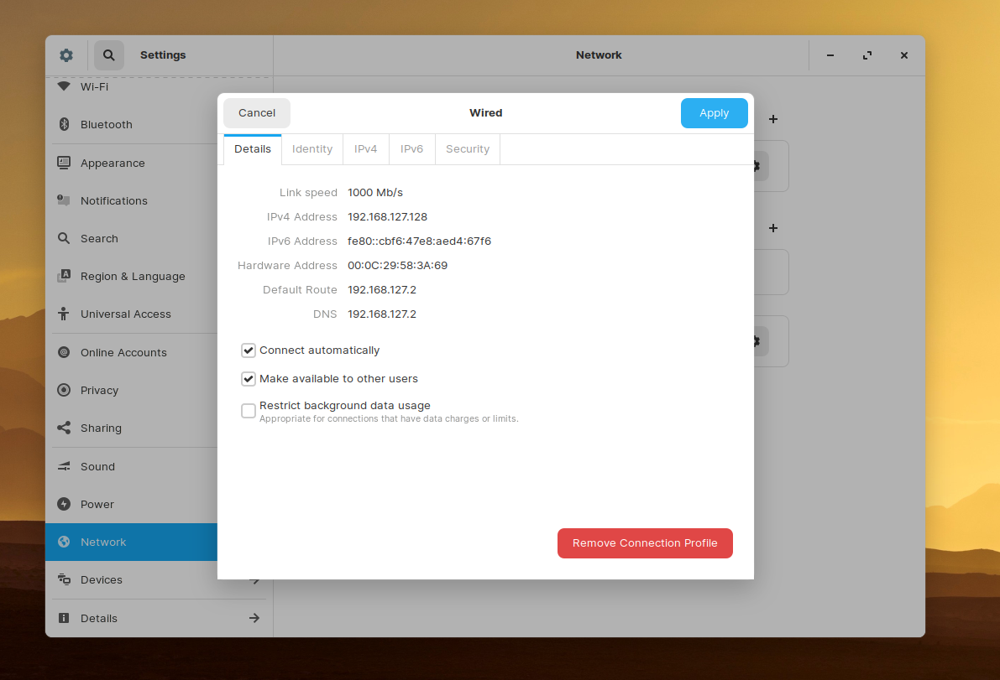 Settings
Network
Wi-Fi
Bluetooth
Appearance
Notifications
Search
Region & Language
Universal Access
Online Accounts
Privacy
Sharing
Sound
Power
Network
Devices
Details
Cancel
Wired
Apply
Details Identity IPv4 IPv6 Security
Link speed 1000 Mb/s
IPv4 Address 192.168.127.128
IPv6 Address fe80::cbf6:47e8:aed4:67f6
Hardware Address 00:0C:29:58:3A:69
Default Route 192.168.127.2
DNS 192.168.127.2
Connect automatically
Make available to other users
Restrict background data usage
Appropriate for connections that have data charges or limits.
Remove Connection Profile